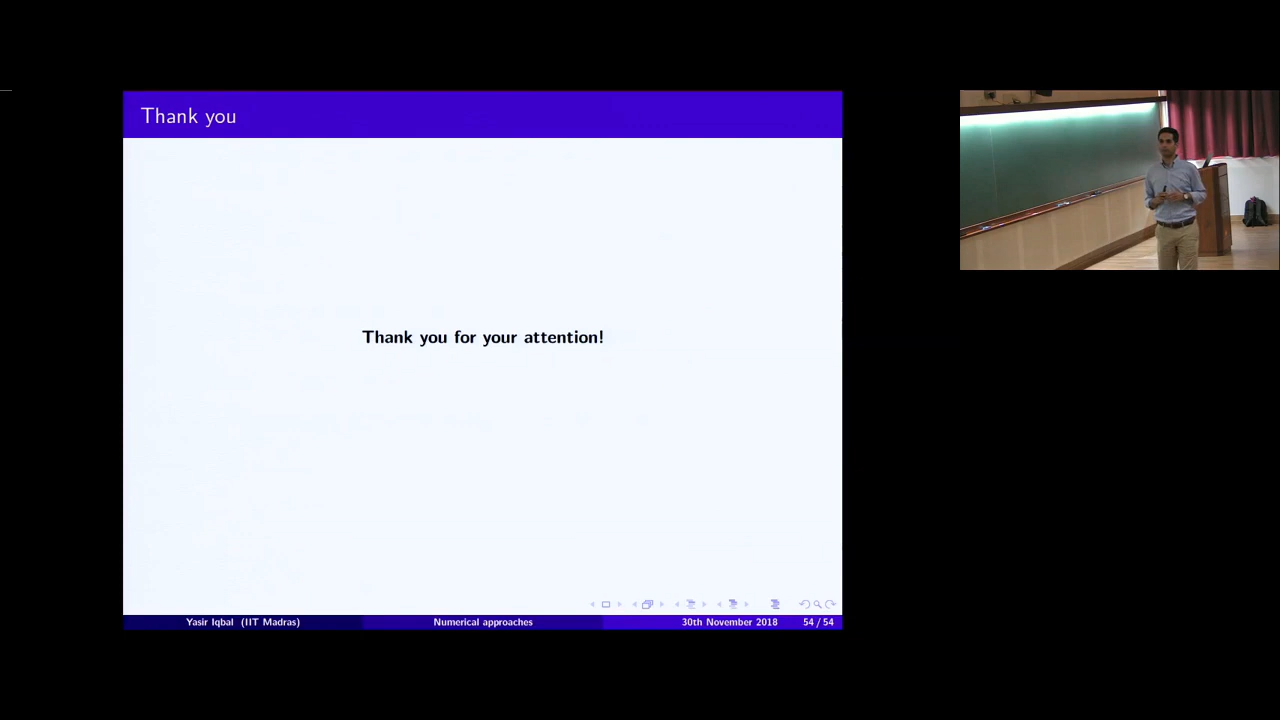 Thank you
Thank you for your attention!
Yasir Iqbal (IIT Madras) Numerical approaches 30th November 2018 54 / 54